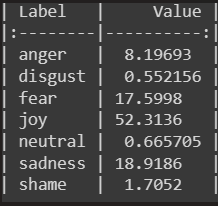 | Label | Value |
|:--------|----------:|
| anger | 8.19693 |
| disgust | 0.552156 |
| fear | 17.5998 |
| joy | 52.3136 |
| neutral | 0.665705 |
| sadness | 18.9186 |
| shame | 1.7052 |